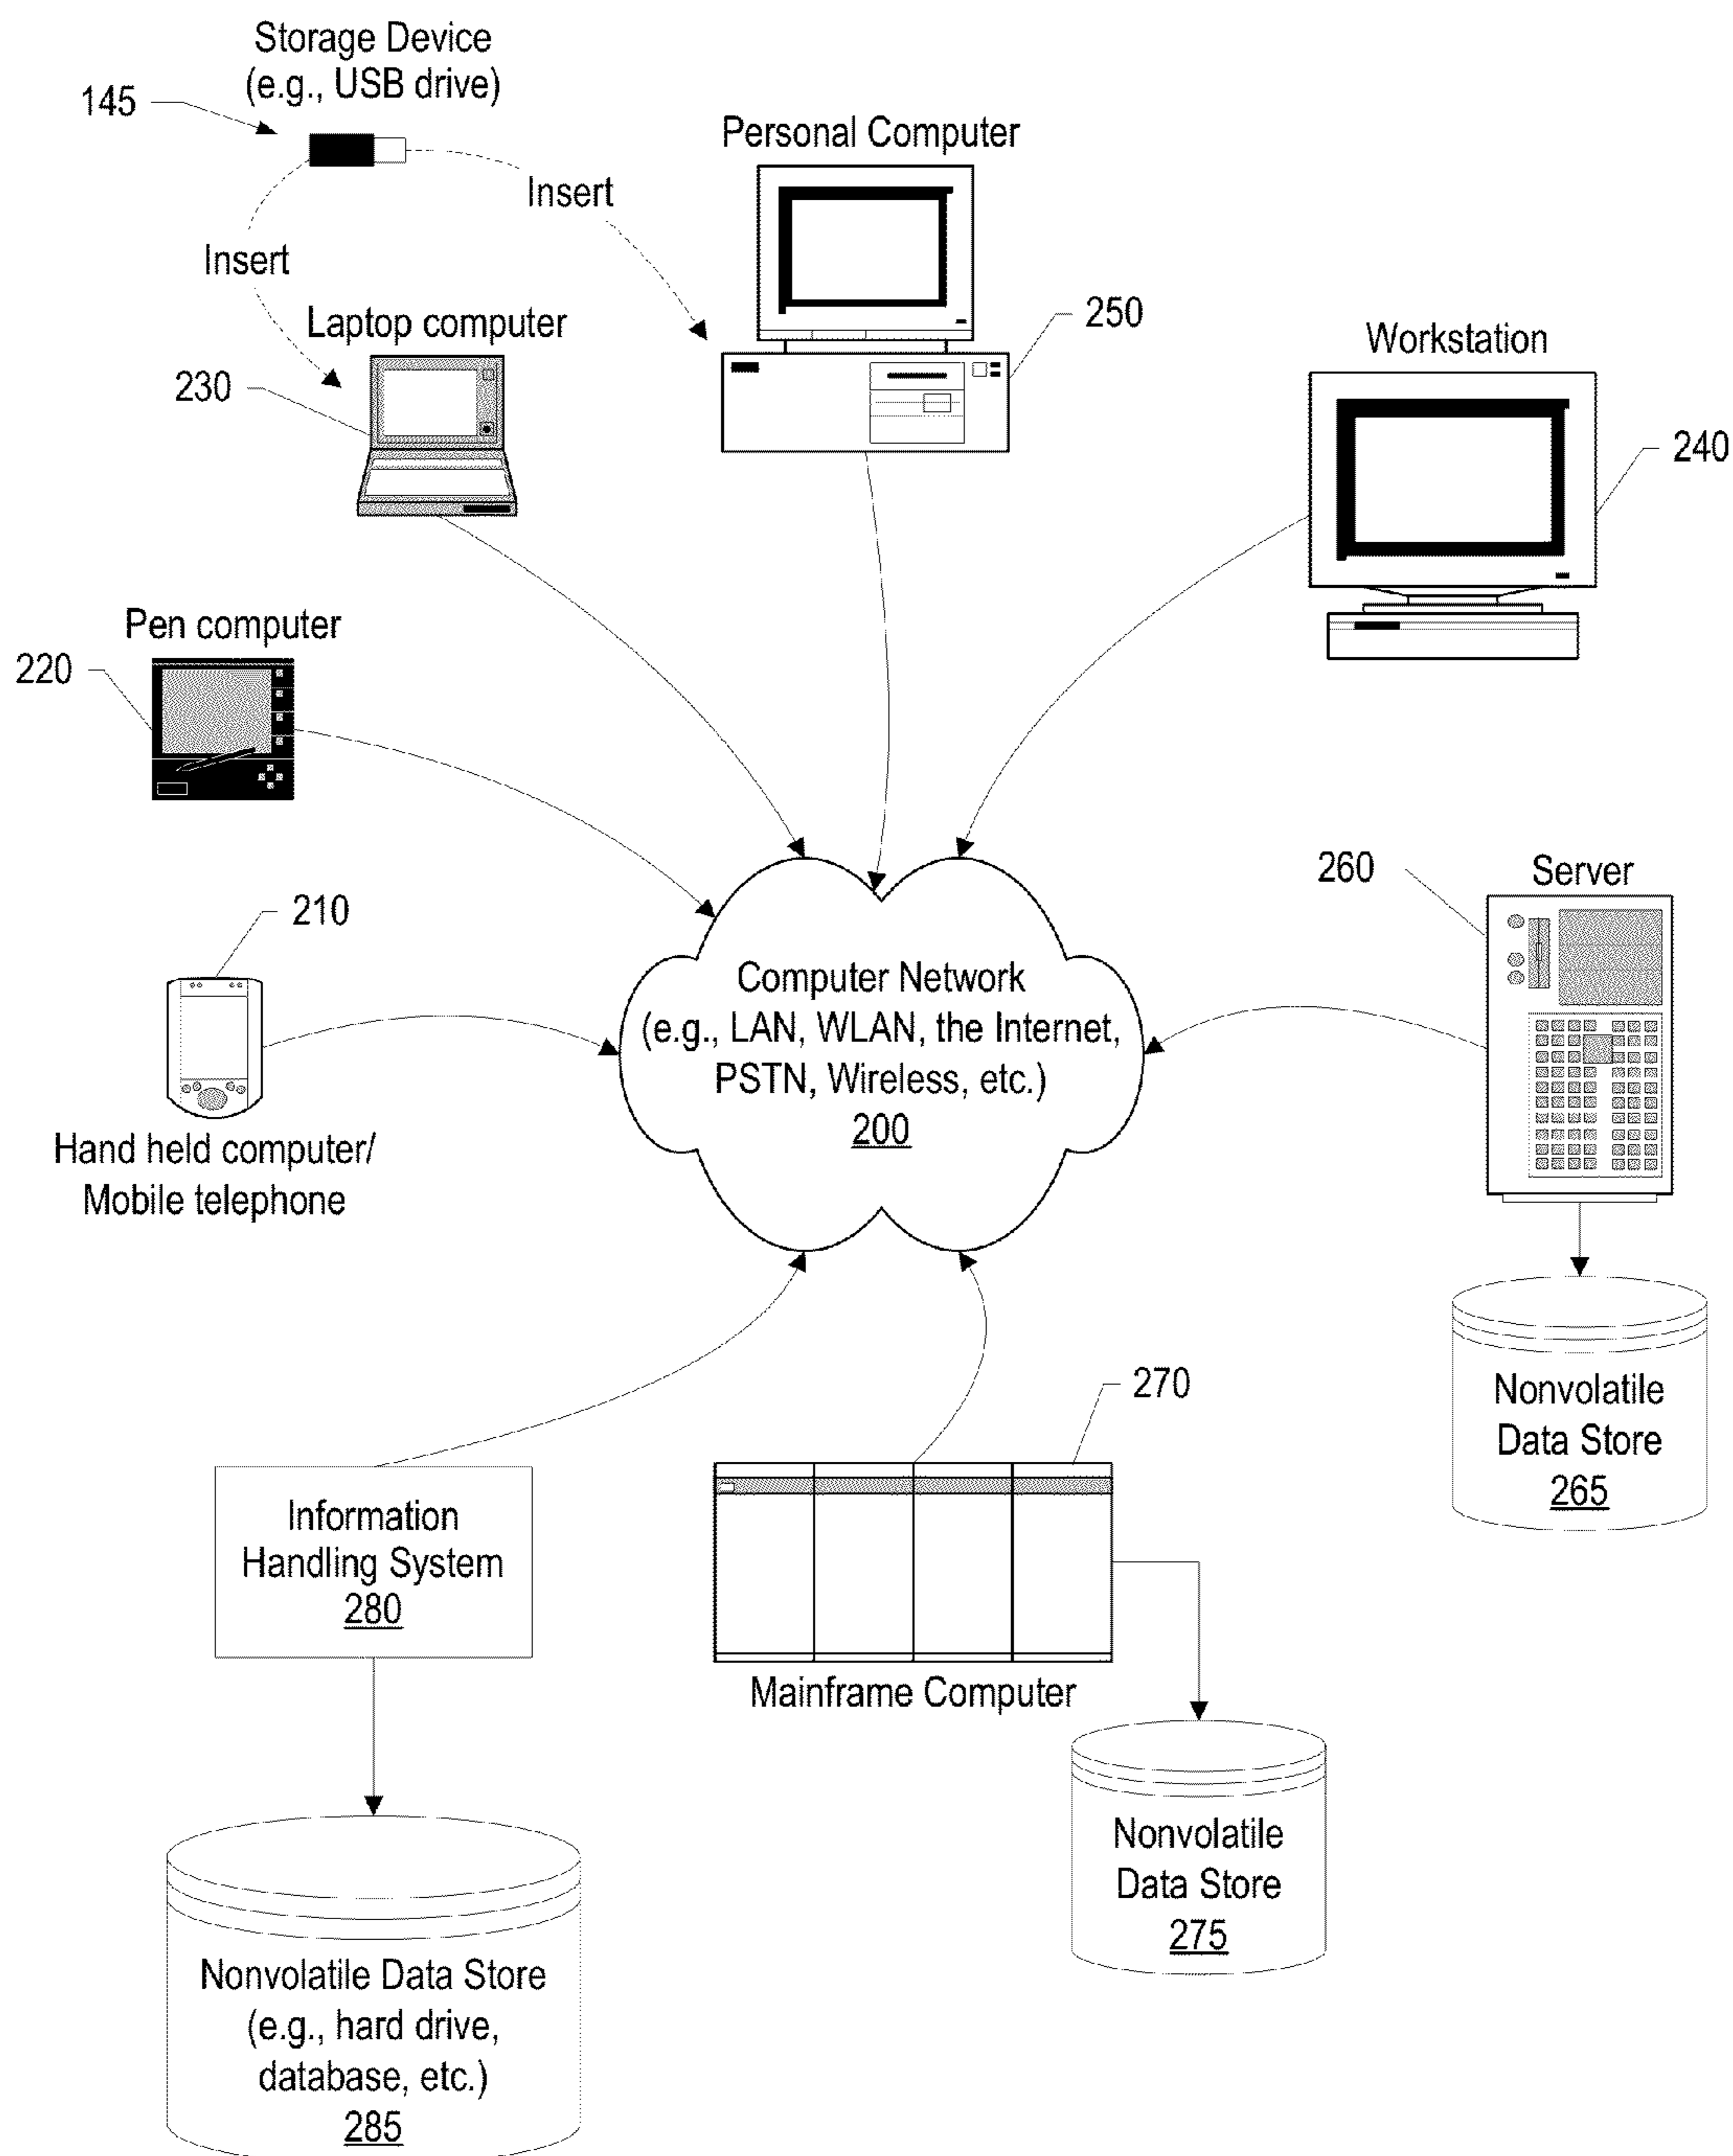 Storage Device
(e.g., USB drive)
145
Insert
Insert
Personal Computer
250
Laptop computer
230
Workstation
240
Pen computer
220
210
Hand held computer/
Mobile telephone
Computer Network
(e.g., LAN, WLAN, the Internet,
PSTN, Wireless, etc.)
200
260
Server
Nonvolatile
Data Store
265
270
Mainframe Computer
Nonvolatile
Data Store
275
Information
Handling System
280
Nonvolatile Data Store
(e.g., hard drive,
database, etc.)
285